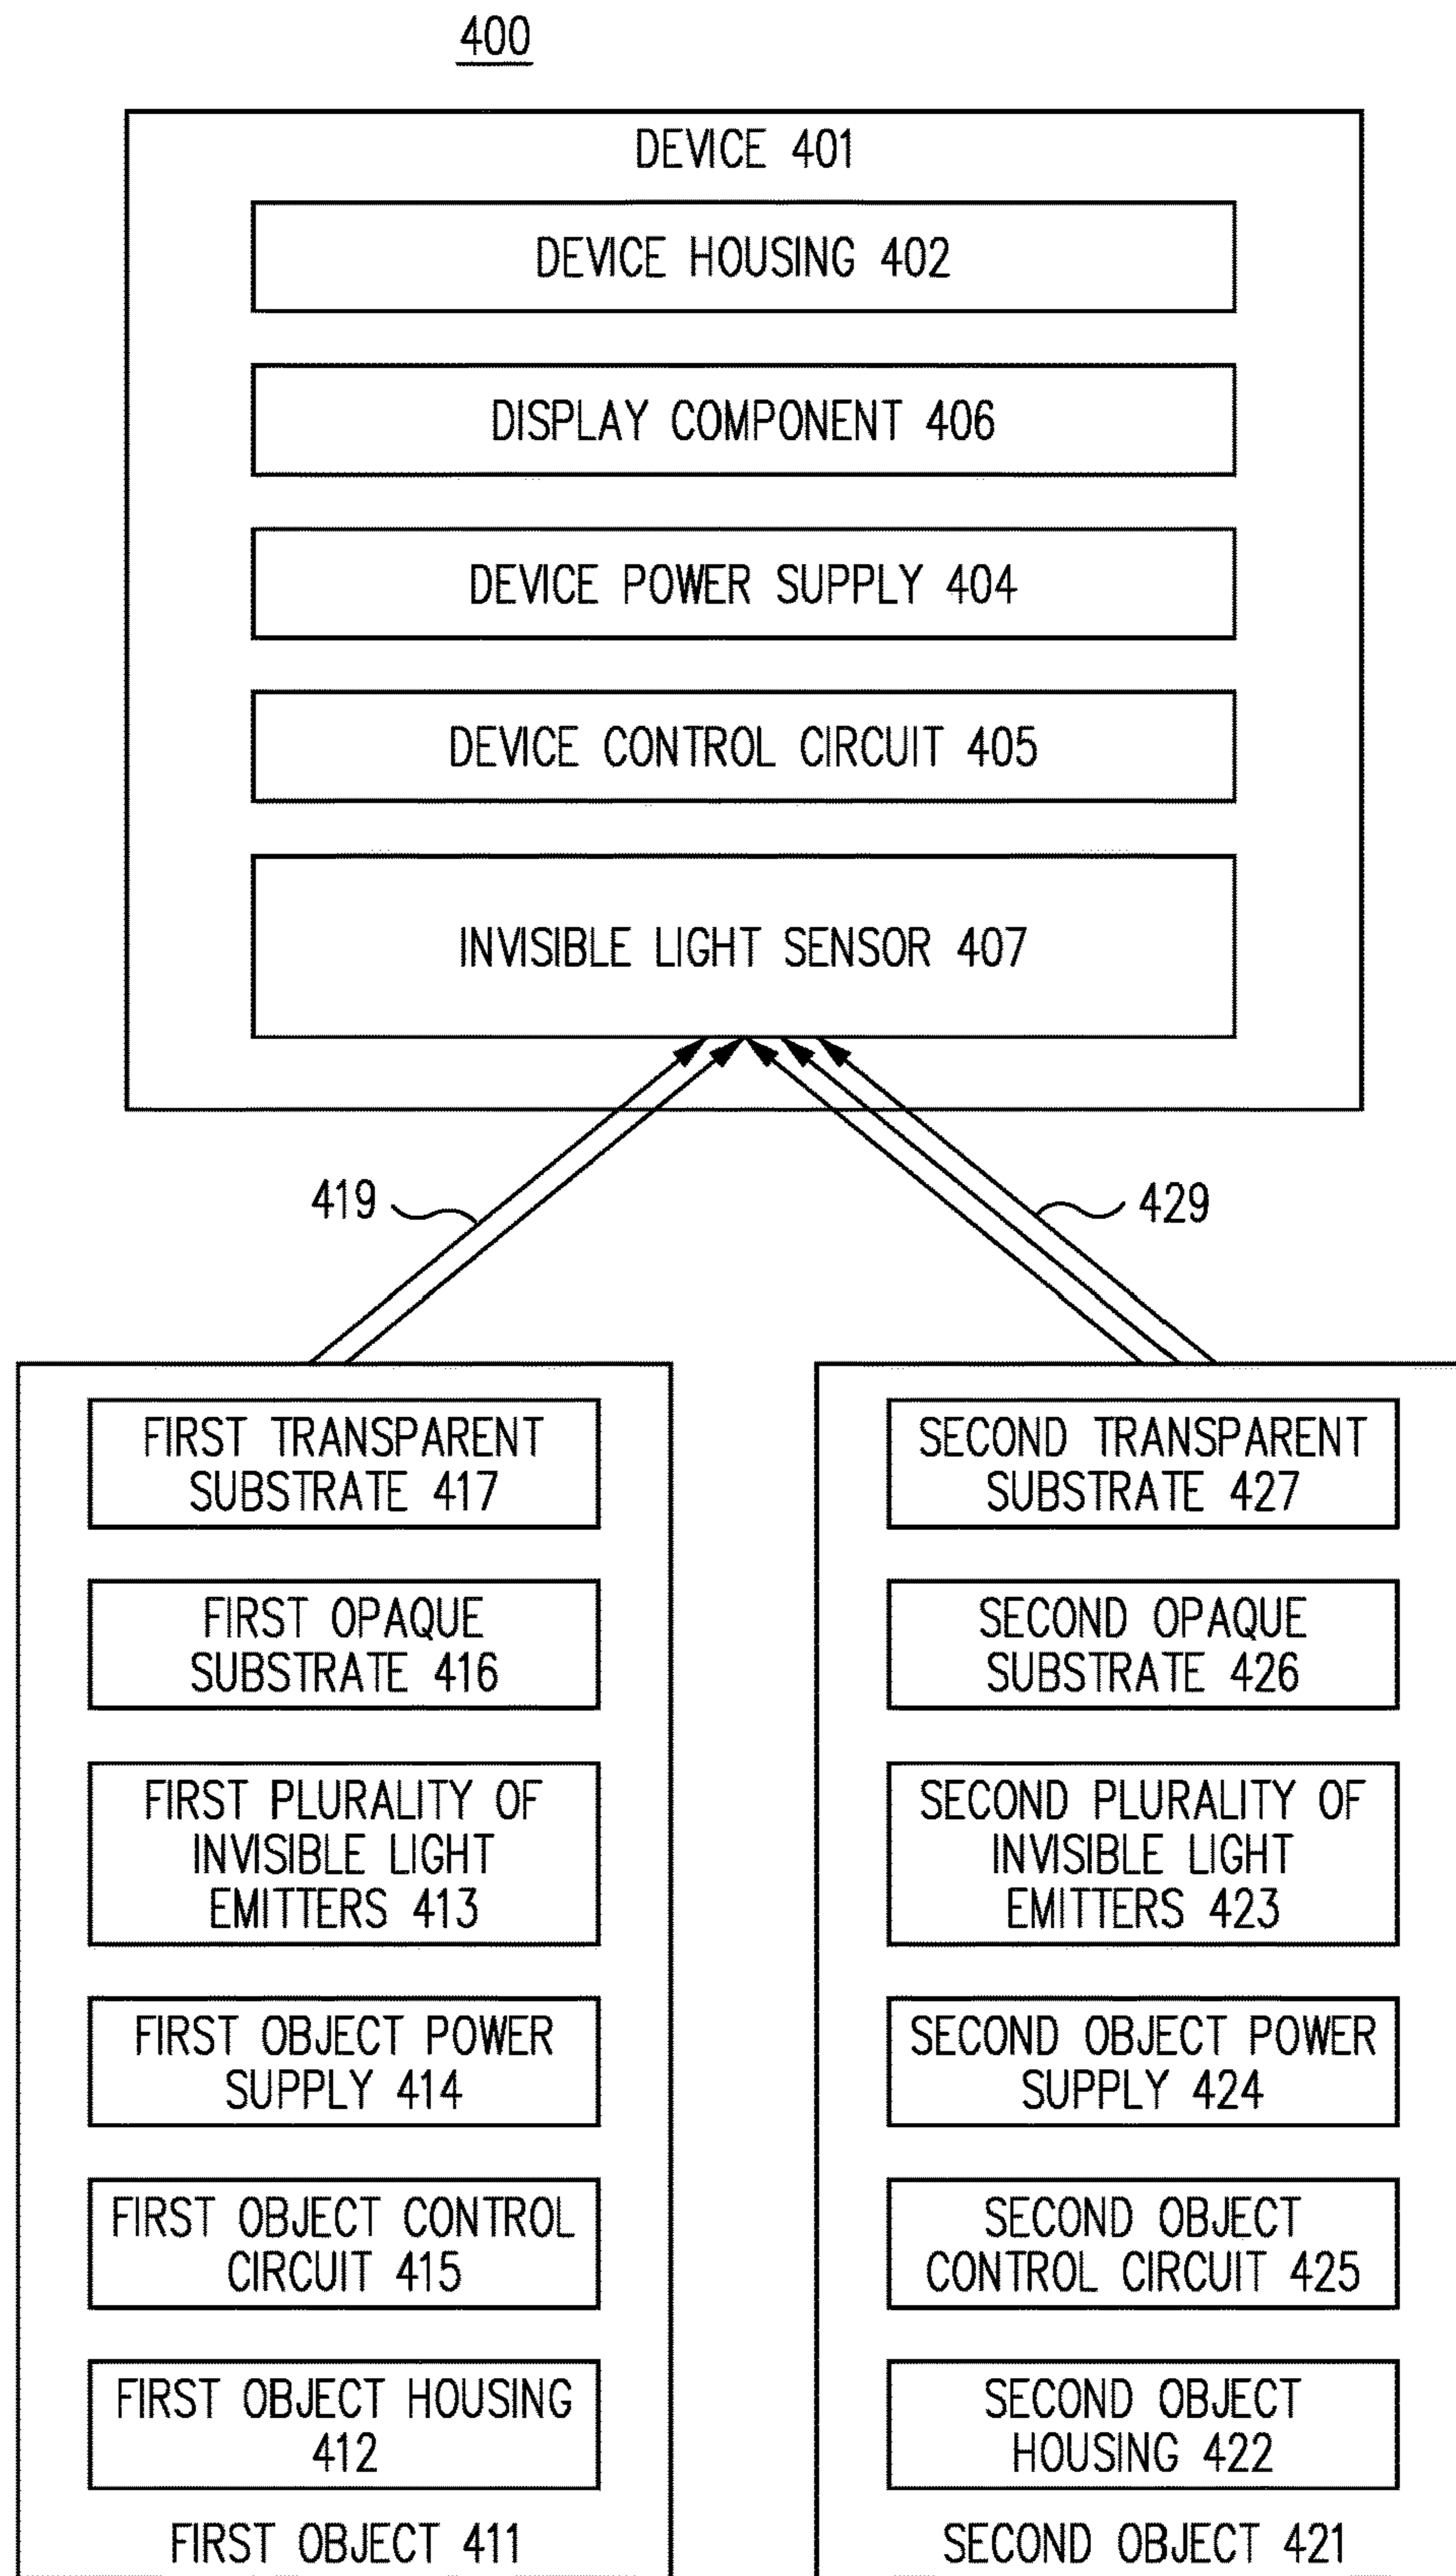 400
DEVICE 401
DEVICE HOUSING 402
DISPLAY COMPONENT 406
DEVICE POWER SUPPLY 404
DEVICE CONTROL CIRCUIT 405
INVISIBLE LIGHT SENSOR 407
419
429
FIRST TRANSPARENT
SUBSTRATE 417
FIRST OPAQUE
SUBSTRATE 416
FIRST PLURALITY OF
INVISIBLE LIGHT
EMITTERS 413
FIRST OBJECT POWER
SUPPLY 414
FIRST OBJECT CONTROL
CIRCUIT 415
FIRST OBJECT HOUSING
412
FIRST OBJECT 411
SECOND TRANSPARENT
SUBSTRATE 427
SECOND OPAQUE
SUBSTRATE 426
SECOND PLURALITY OF
INVISIBLE LIGHT
EMITTERS 423
SECOND OBJECT POWER
SUPPLY 424
SECOND OBJECT
CONTROL CIRCUIT 425
SECOND OBJECT
HOUSING 422
SECOND OBJECT 421